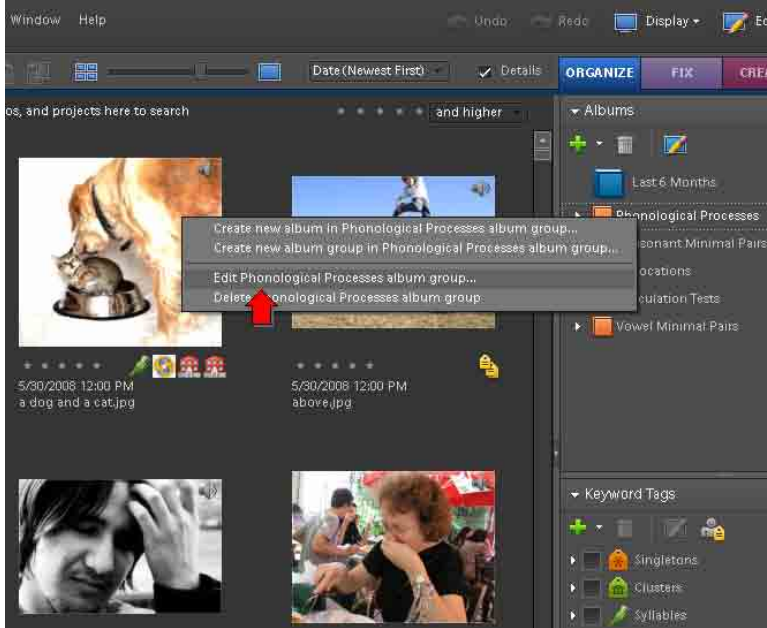 Window Help Undo Redo Display
Date (Newest First) Details ORGANIZE FIX
os, and projects here to search and higher Albums
Last 6 Months
Phonological Processes
Create new album in Phonological Processes album group...
Create new album group in Phonological Processes album group...
sonant Minimal Pairs
Edit Phonological Processes album group...
ocations
Delete onological Processes album group
culation Tests
Vowel Minimal Pairs
5/30/2008 12:00 PM 5/30/2008 12:00 PM
a dog and a cat.jpg above.jpg
Keyword Tags
Singletons
Clusters
Syllables